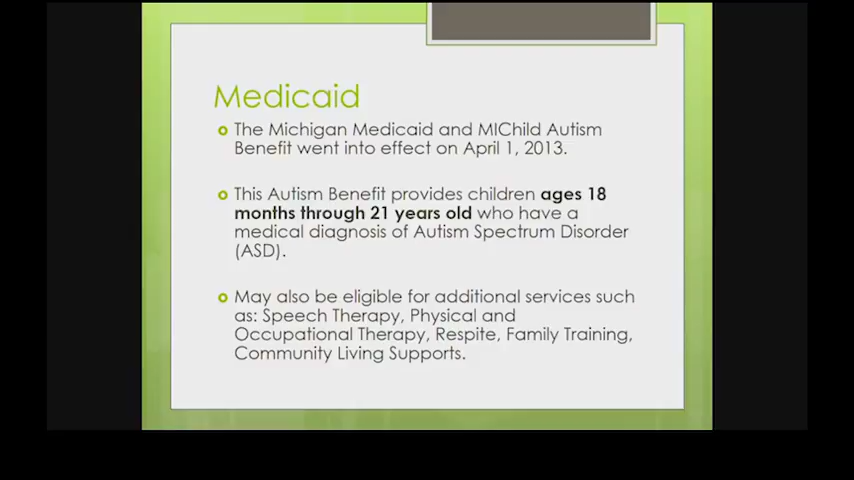 Medicaid
The Michigan Medicaid and MIChild Autism
Benefit went into effect on April 1, 2013.
This Autism Benefit provides children ages 18
months through 21 years old who have a
medical diagnosis of Autism Spectrum Disorder
(ASD).
May also be eligible for additional services such
as: Speech Therapy, Physical and
Occupational Therapy, Respite, Family Training,
Community Living Supports.